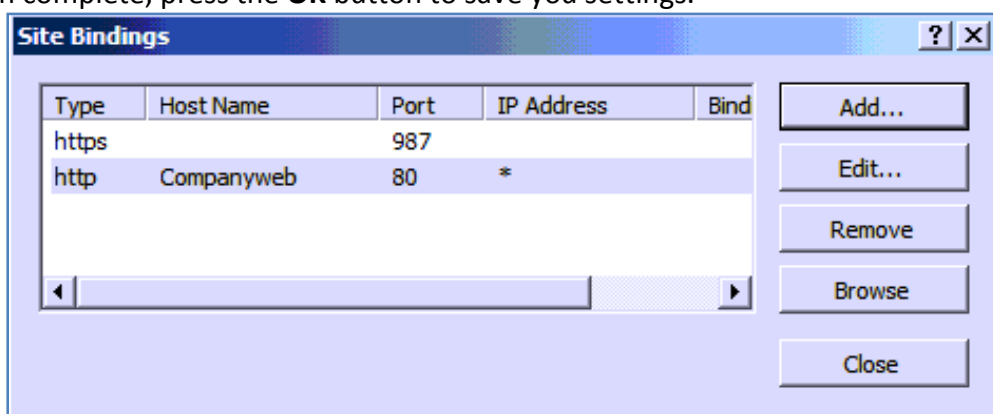 complete, press the OK button to save you settings.
Site Bindings
Type Host Name Port IP Address Bind
https 987
http Companyweb 80 *
Add...
Edit...
Remove
Browse
Close